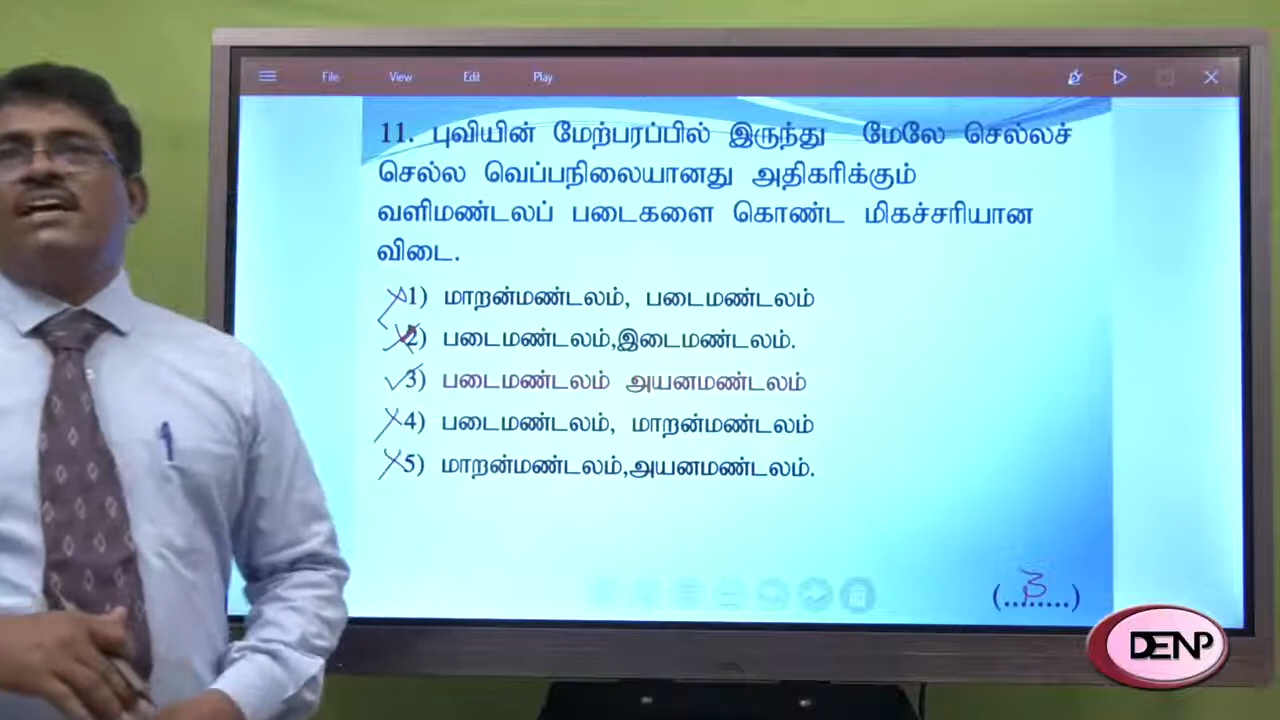 File View Edit Play
11. புவியின் மேற்பரப்பில் இருந்து மேலே செல்லச்
செல்ல வெப்பநிலையானது அதிகரிக்கும்
வளிமண்டலப் படைகளை கொண்ட மிகச்சரியான
விடை.
1) மாறன்மண்டலம், படைமண்டலம்
2) படைமண்டலம்,இடைமண்டலம்.
3) படைமண்டலம் அயனமண்டலம்
4) படைமண்டலம், மாறன்மண்டலம்
5) மாறன்மண்டலம்,அயனமண்டலம்.
(...3.....)
DENP